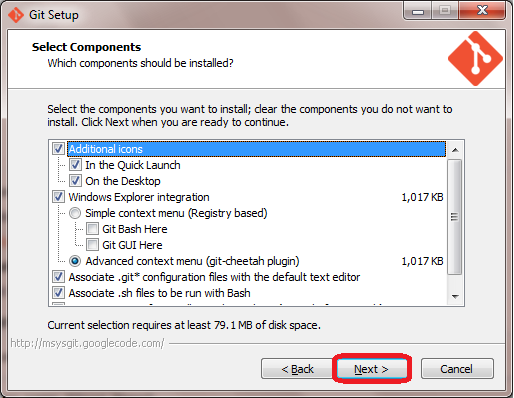 Git Setup
Select Components
Which components should be installed?
Select the components you want to install; clear the components you do not want to
install. Click Next when you are ready to continue.
Additional icons
In the Quick Launch
On the Desktop
Windows Explorer integration 1,017 KB
Simple context menu (Registry based)
Git Bash Here
Git GUI Here
Advanced context menu (git-cheetah plugin) 1,017 KB
Associate .git* configuration files with the default text editor
Associate .sh files to be run with Bash
Current selection requires at least 79.1 MB of disk space.
http://msysgit.googlecode.com/
< Back Next > Cancel